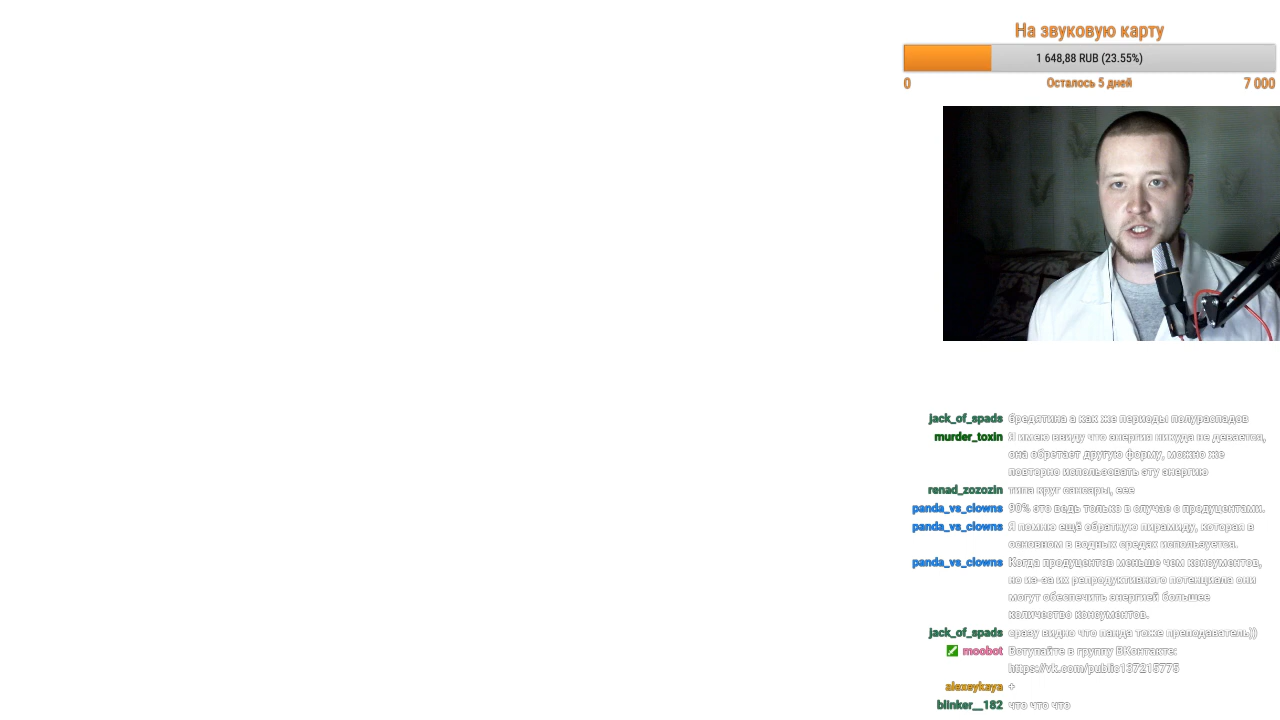 На звуковую карту
1 648,88 RUB (23.55%)
0 Осталось 5 дней 7 000
jack_of_spads бредятина а как же периоды полураспадов
murder_toxin Я имею ввиду что энергия никуда не девается,
она обретает другую форму, можно же
повторно использовать эту энергию
renad_zozozin типа круг сансары, еее
panda_vs_clowns 90% это ведь только в случае с продуцентами.
panda_vs_clowns Я помню ещё обратную пирамиду, которая в
основном в водных средах используется.
panda_vs_clowns Когда продуцентов меньше чем консументов,
но из-за их репродуктивного потенциала они
могут обеспечить энергией большее
количество консументов.
jack_of_spads сразу видно что панда тоже преподаватель))
moobot Вступайте в группу ВКонтакте:
https://vk.com/public137215775
alexeykaya +
blinker__182 что что что